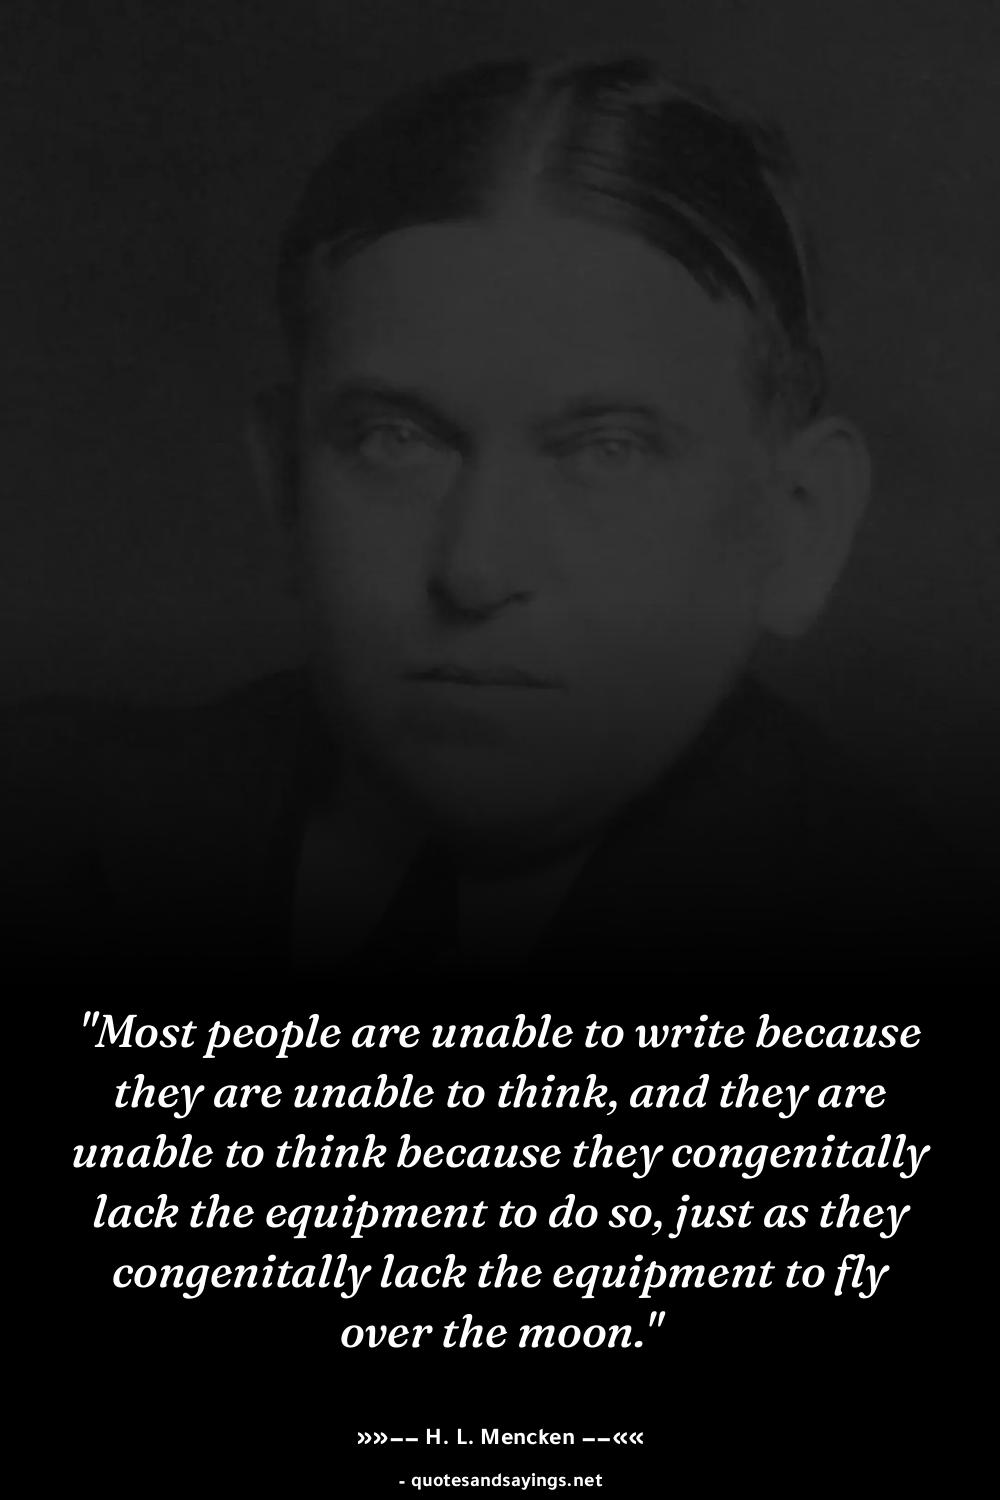 "Most people are unable to write because
they are unable to think, and they are
unable to think because they congenitally
lack the equipment to do so, just as they
congenitally lack the equipment to fly
over the moon."
»»–– H. L. Mencken ––««
- quotesandsayings.net